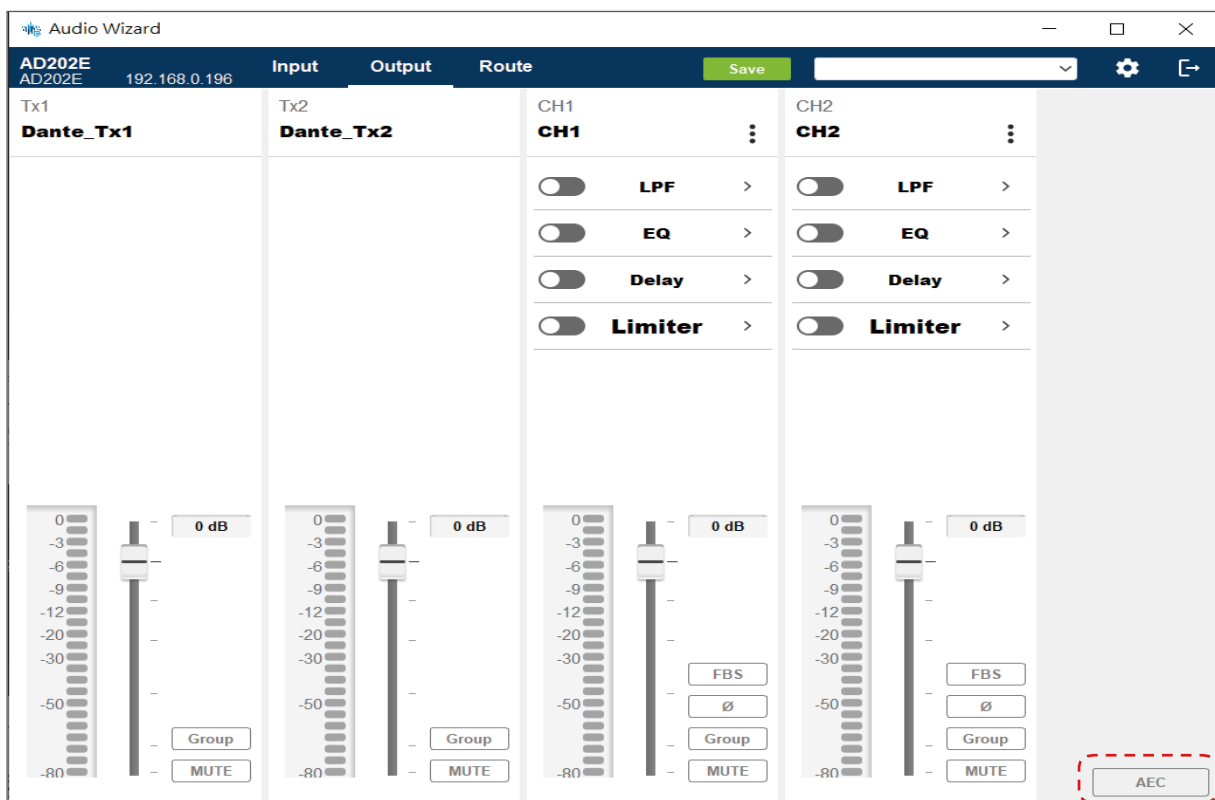 Audio Wizard
AD202E
AD202E 192.168.0.196
Input Output Route Save
Tx1
Dante_Tx1
Tx2
Dante_Tx2
CH1
CH1
CH2
CH2
LPF
EQ
Delay
Limiter
LPF
EQ
Delay
Limiter
0
-3
-6
-9
-12
-20
-30
-50
-80
0 dB
Group
MUTE
0
-3
-6
-9
-12
-20
-30
-50
-80
0 dB
Group
MUTE
0
-3
-6
-9
-12
-20
-30
-50
-80
0 dB
FBS
Ø
Group
MUTE
0
-3
-6
-9
-12
-20
-30
-50
-80
0 dB
FBS
Ø
Group
MUTE
AEC